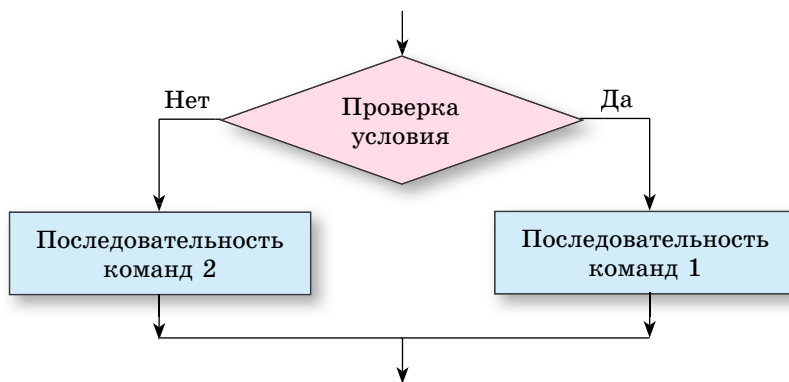 Проверка
условия
Нет
Да
Последовательность
команд 2
Последовательность
команд 1